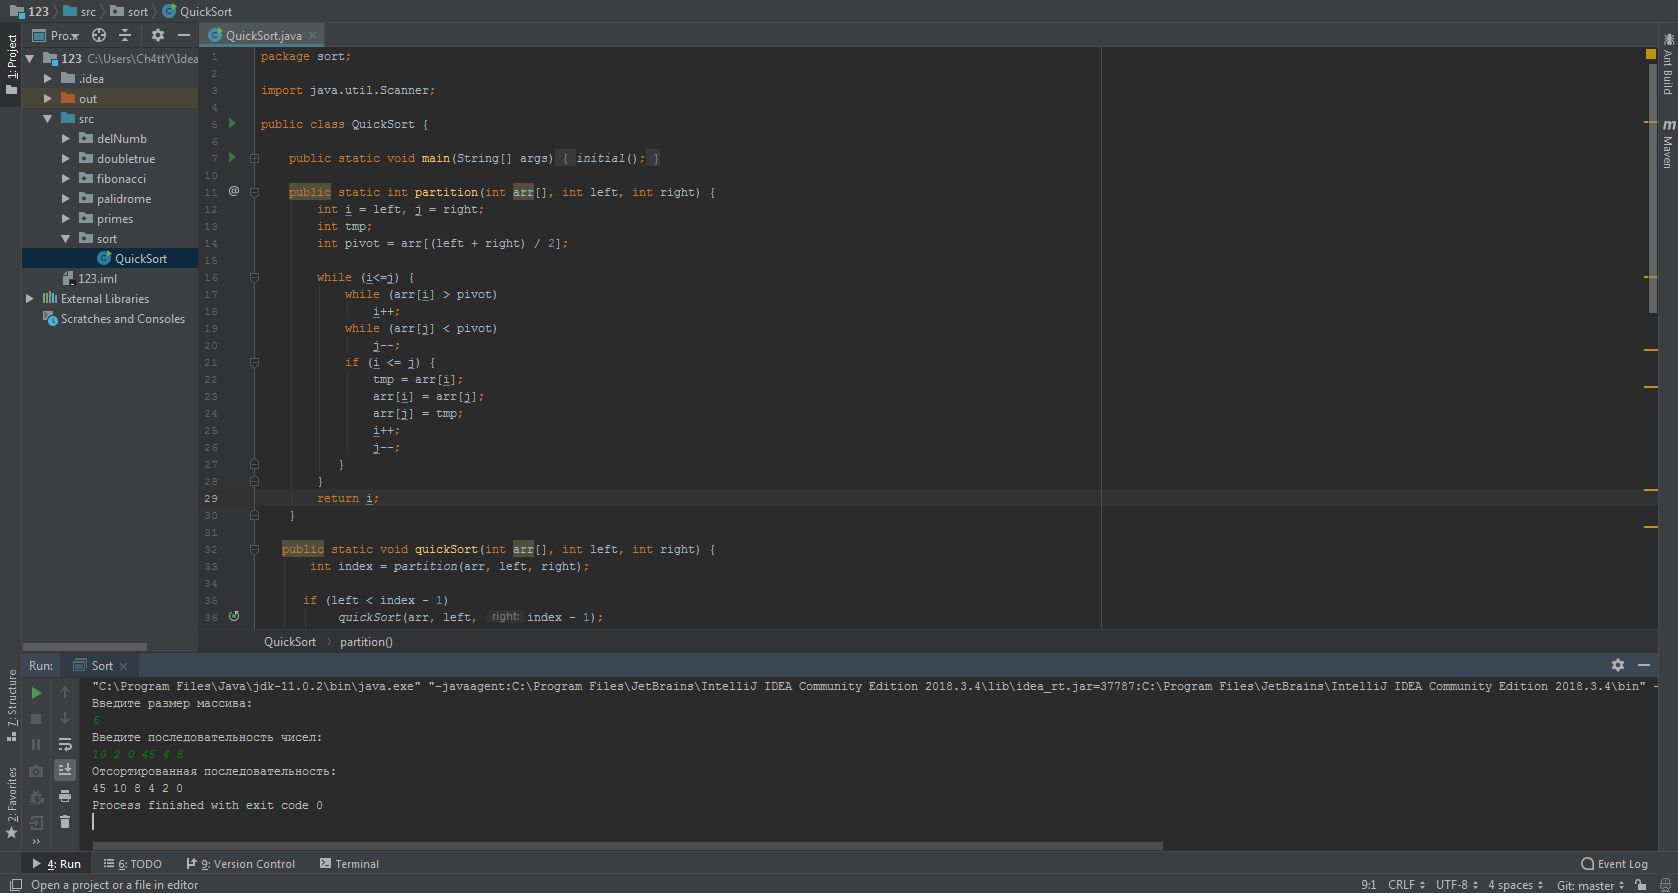 123 src sort QuickSort
Pro...
QuickSort.java
1: Project
123 C:\Users\Ch4ttY\Idea
.idea
out
src
delNumb
doubletrue
fibonacci
palidrome
primes
sort
QuickSort
123.iml
External Libraries
Scratches and Consoles
1 package sort;
2
3 import java.util.Scanner;
4
5 public class QuickSort {
6
7 public static void main(String[] args) { initial(); }
10
11 @ public static int partition(int arr[], int left, int right) {
12 int i = left, j = right;
13 int tmp;
14 int pivot = arr[(left + right) / 2];
15
16 while (i<=j) {
17 while (arr[i] > pivot)
18 i++;
19 while (arr[j] < pivot)
20 j--;
21 if (i <= j) {
22 tmp = arr[i];
23 arr[i] = arr[j];
24 arr[j] = tmp;
25 i++;
26 j--;
27 }
28 }
29 return i;
30 }
31
32 public static void quickSort(int arr[], int left, int right) {
33 int index = partition(arr, left, right);
34
35 if (left < index - 1)
36 quickSort(arr, left, right: index - 1);
QuickSort partition()
Ant Build
Maven
Run: Sort
"C:\Program Files\Java\jdk-11.0.2\bin\java.exe" "-javaagent:C:\Program Files\JetBrains\IntelliJ IDEA Community Edition 2018.3.4\lib\idea_rt.jar=37787:C:\Program Files\JetBrains\IntelliJ IDEA Community Edition 2018.3.4\bin" -
Введите размер массива:
6
Введите последовательность чисел:
10 2 0 45 4 8
Отсортированная последовательность:
45 10 8 4 2 0
Process finished with exit code 0
7: Structure
2: Favorites
4: Run 6: TODO 9: Version Control Terminal Event Log
Open a project or a file in editor 9:1 CRLF UTF-8 4 spaces Git: master